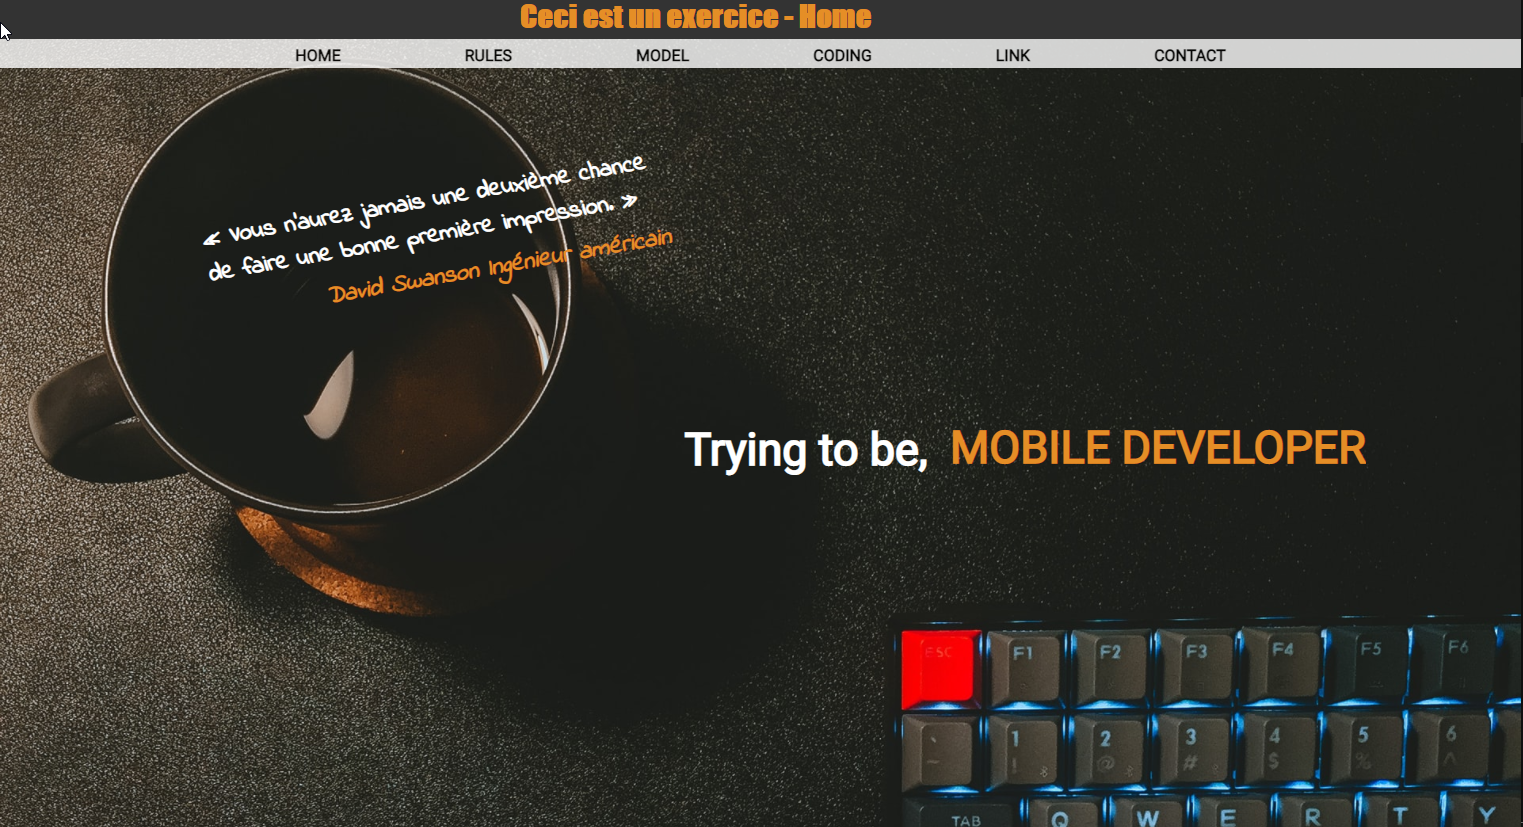 Ceci est un exercice - Home
HOME RULES MODEL CODING LINK CONTACT
« Vous n'aurez jamais une deuxième chance
de faire une bonne première impression. »
David Swanson Ingénieur américain
Trying to be, MOBILE DEVELOPER
ESC F1 F2 F3 F4 F5 F6
` 1 2 3 4 5 6
~ ! @ # $ % ^
TAB Q W E R T Y